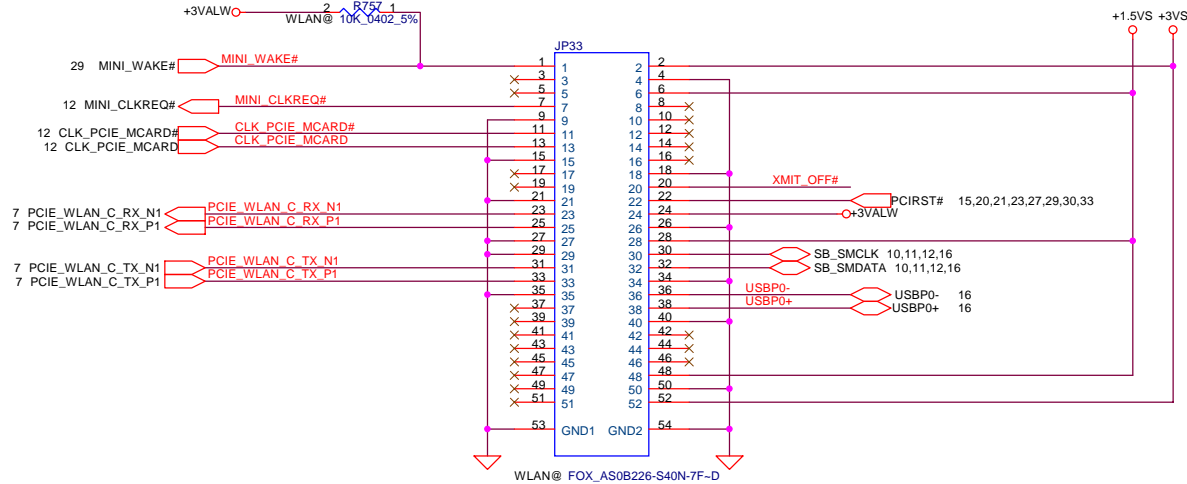 +3VALW 2 R757 1
WLAN@ 10K_0402_5%
+1.5VS +3VS
JP33
29 MINI_WAKE# MINI_WAKE# 1 1 2 2
3 3 4 4
5 5 6 6
12 MINI_CLKREQ# MINI_CLKREQ# 7 7 8 8
9 9 10 10
12 CLK_PCIE_MCARD# CLK_PCIE_MCARD# 11 11 12 12
12 CLK_PCIE_MCARD CLK_PCIE_MCARD 13 13 14 14
15 15 16 16
17 17 18 18
19 19 20 20 XMIT_OFF#
21 21 22 22 PCIRST# 15,20,21,23,27,29,30,33
7 PCIE_WLAN_C_RX_N1 PCIE_WLAN_C_RX_N1 23 23 24 24 +3VALW
7 PCIE_WLAN_C_RX_P1 PCIE_WLAN_C_RX_P1 25 25 26 26
27 27 28 28
29 29 30 30 SB_SMCLK 10,11,12,16
7 PCIE_WLAN_C_TX_N1 PCIE_WLAN_C_TX_N1 31 31 32 32 SB_SMDATA 10,11,12,16
7 PCIE_WLAN_C_TX_P1 PCIE_WLAN_C_TX_P1 33 33 34 34
35 35 36 36 USBP0- USBP0- 16
37 37 38 38 USBP0+ USBP0+ 16
39 39 40 40
41 41 42 42
43 43 44 44
45 45 46 46
47 47 48 48
49 49 50 50
51 51 52 52
53 GND1 GND2 54
WLAN@ FOX_AS0B226-S40N-7F~D